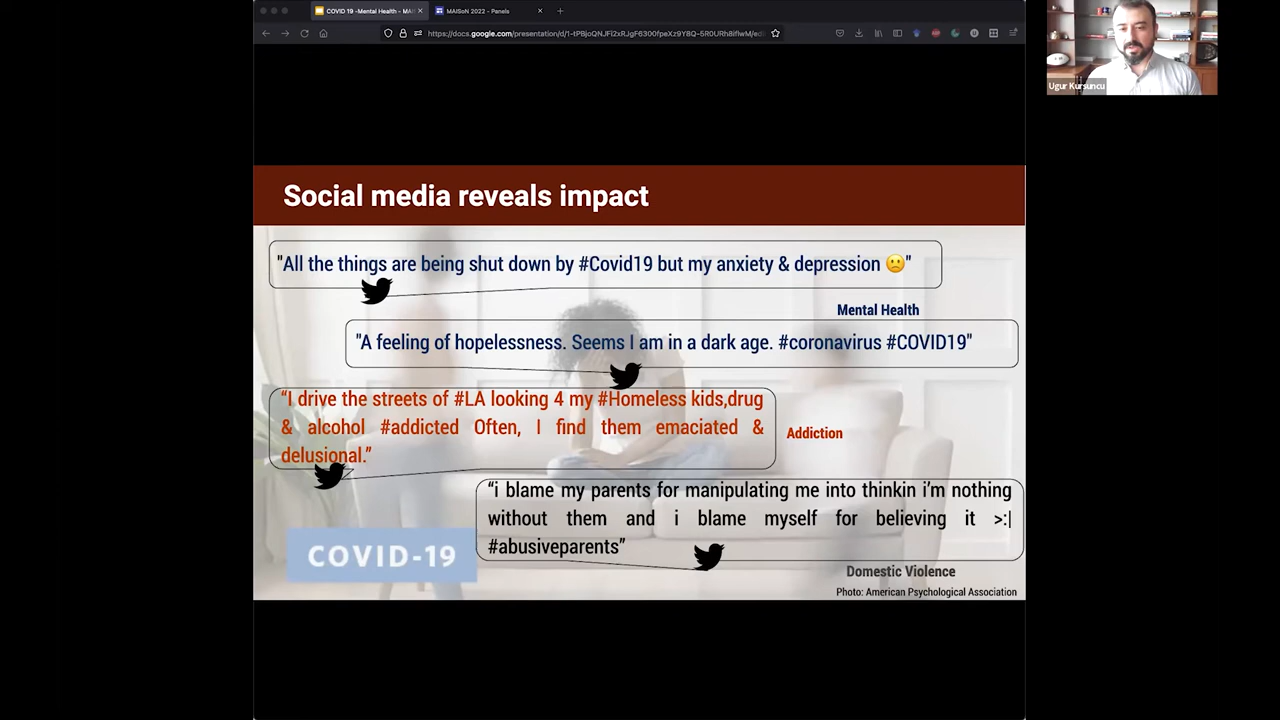 COVID 19 -Mental Health - MAI
MAISoN 2022 - Panels
Ugur Kursuncu
Social media reveals impact
"All the things are being shut down by #Covid19 but my anxiety & depression 🙁"
Mental Health
"A feeling of hopelessness. Seems I am in a dark age. #coronavirus #COVID19"
“I drive the streets of #LA looking 4 my #Homeless kids,drug
& alcohol #addicted Often, I find them emaciated &
delusional.”
Addiction
“i blame my parents for manipulating me into thinkin i’m nothing
without them and i blame myself for believing it >:|
#abusiveparents”
COVID-19
Domestic Violence
Photo: American Psychological Association